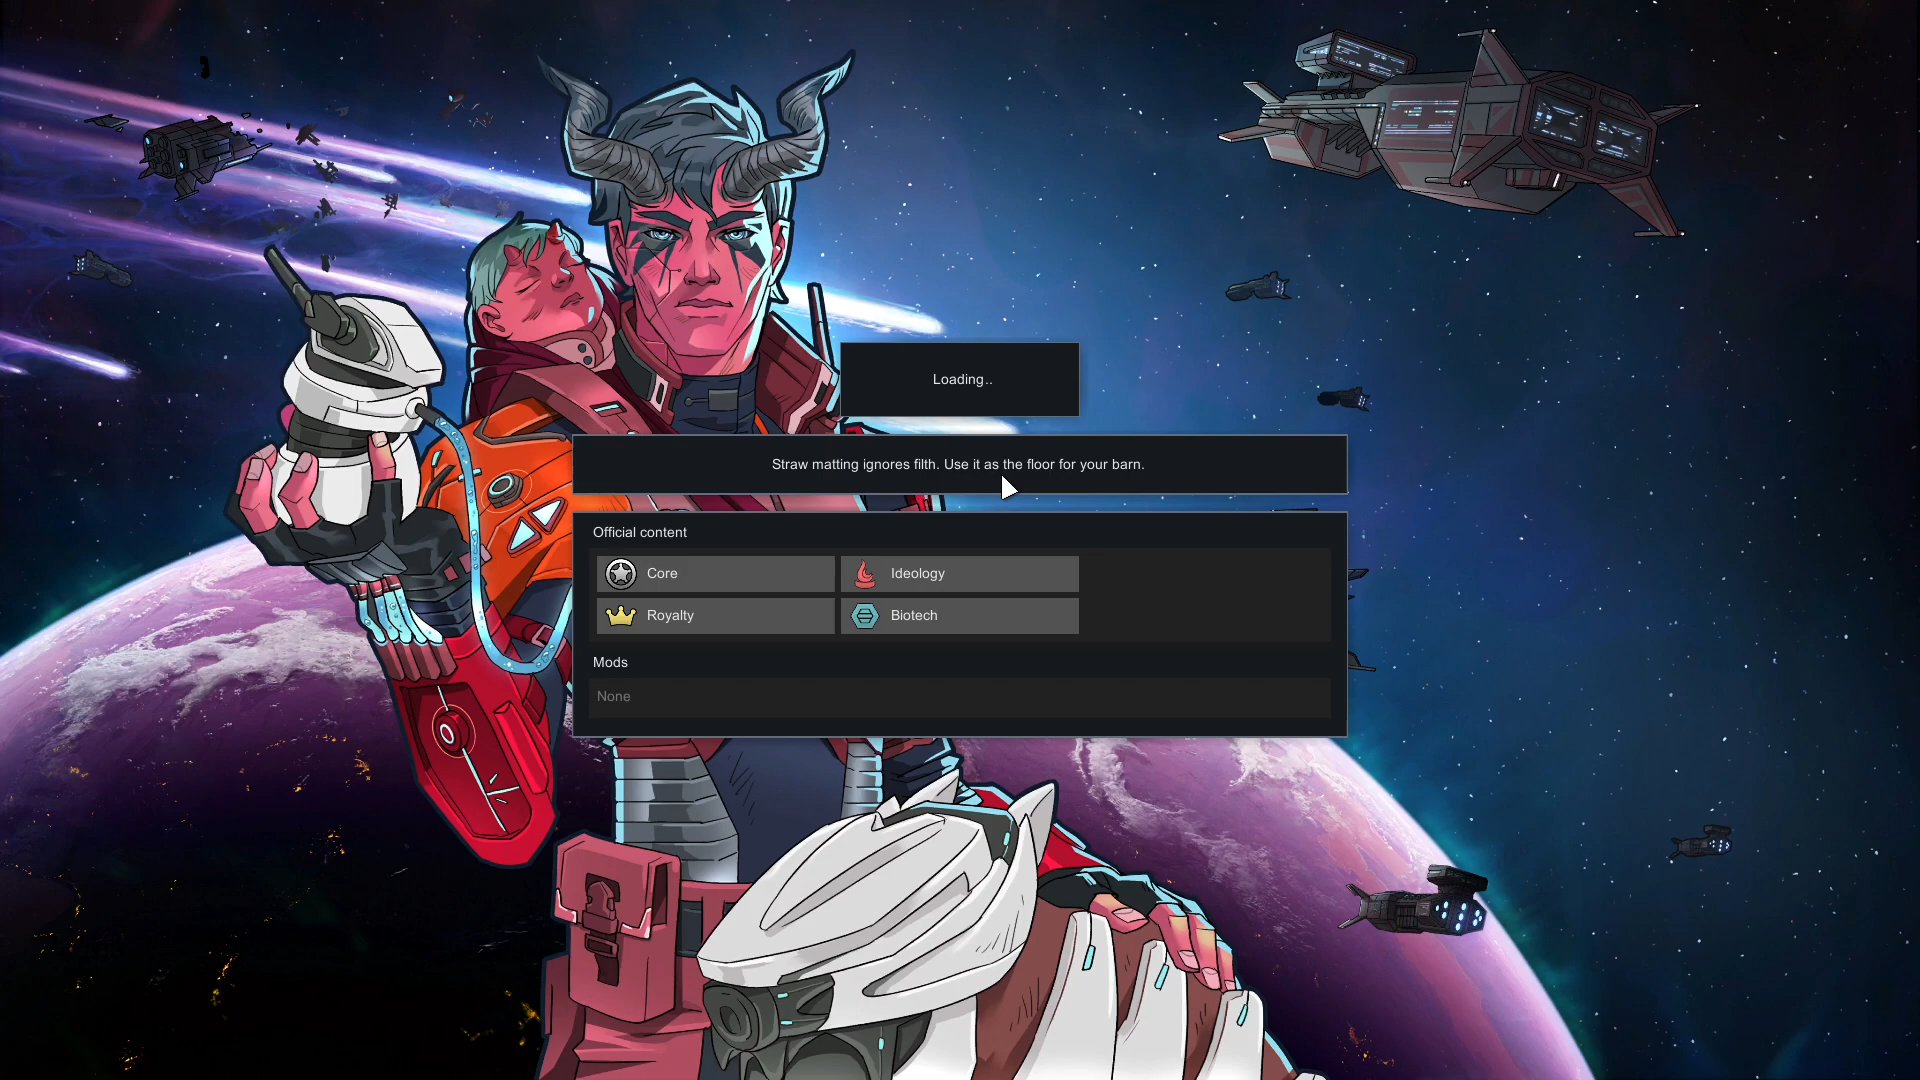 Loading..
Straw matting ignores filth. Use it as the floor for your barn.
Official content
Core
Ideology
Royalty
Biotech
Mods
None